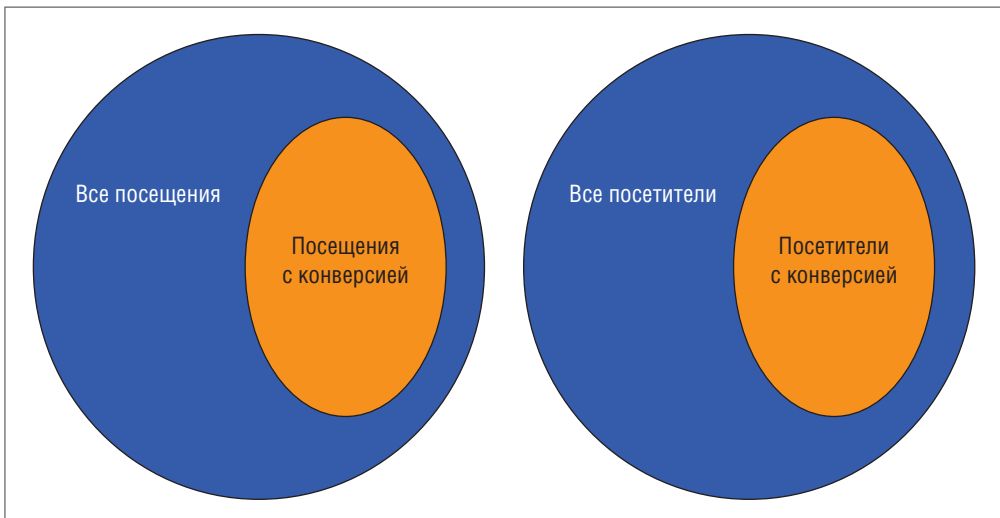 Все посещения
Посещения
с конверсией
Все посетители
Посетители
с конверсией